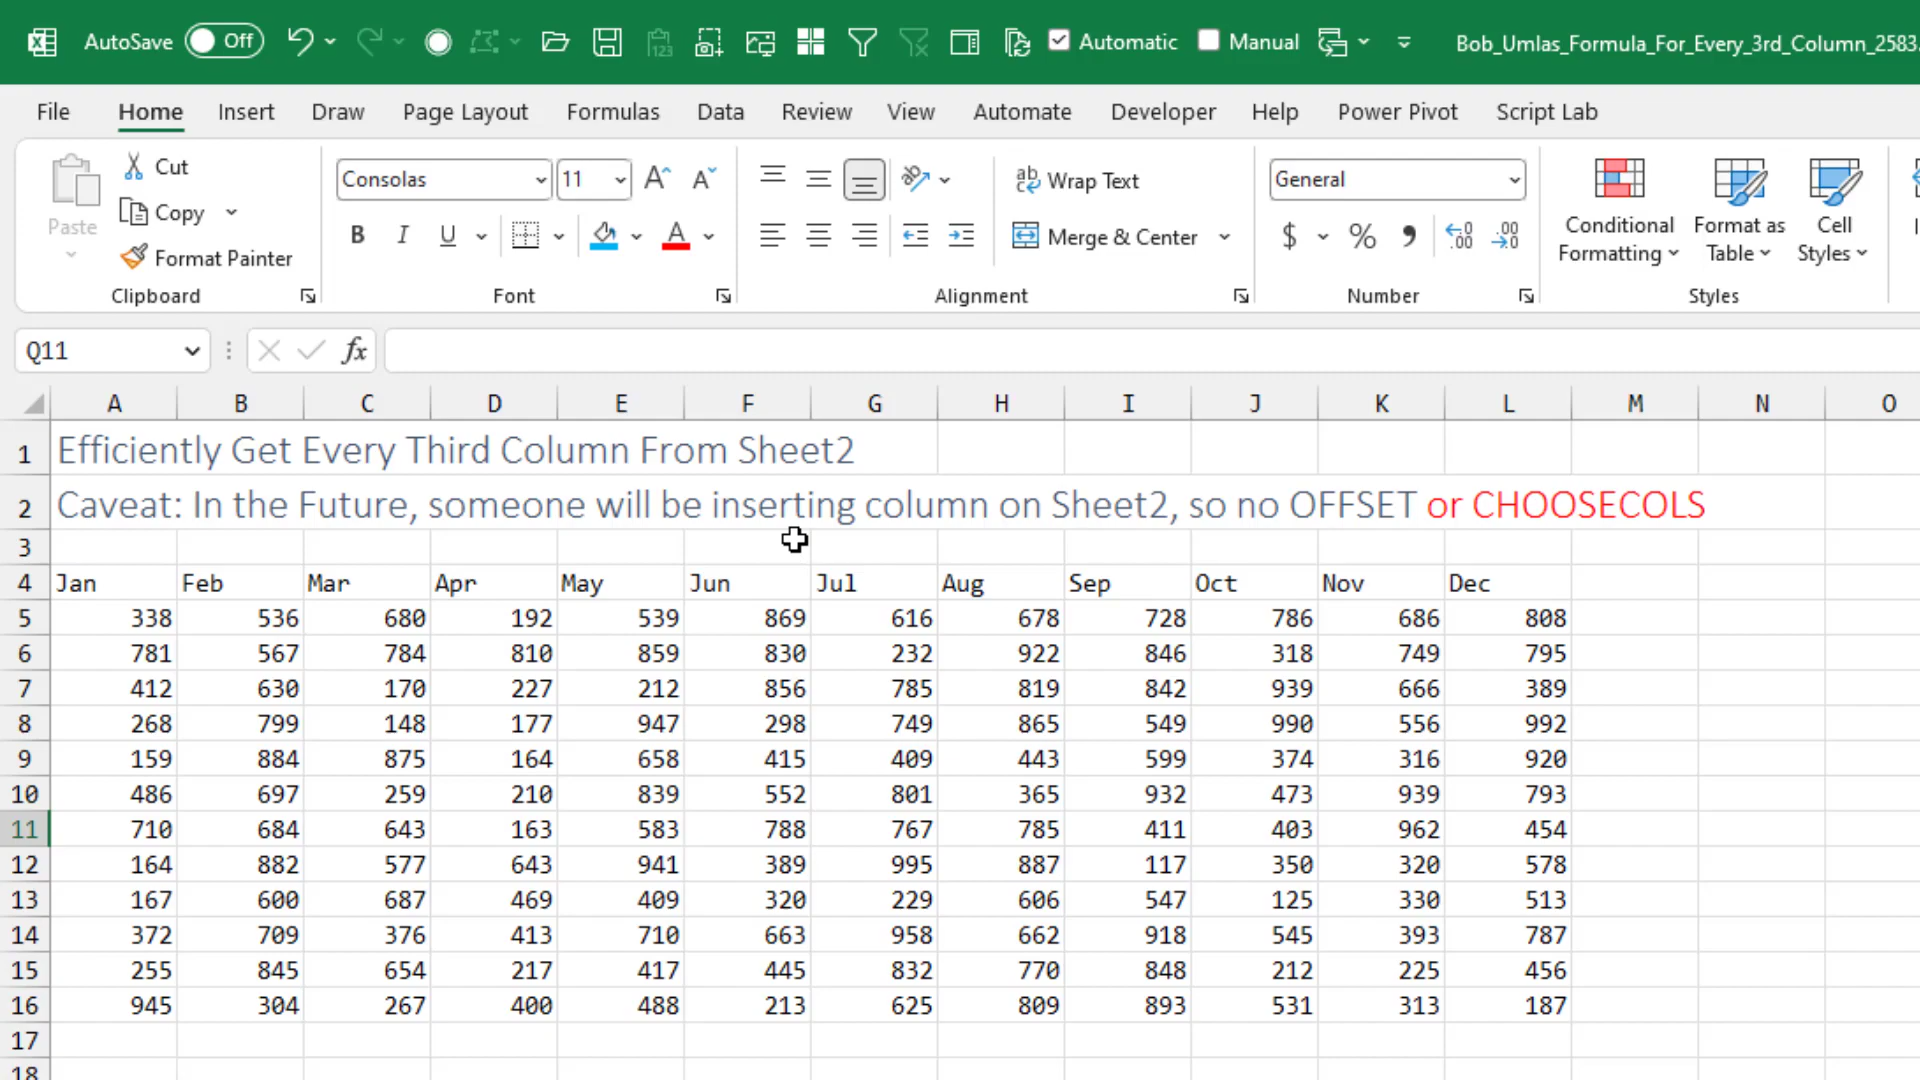 AutoSave Off Automatic Manual Bob_Umlas_Formula_For_Every_3rd_Column_2583
File Home Insert Draw Page Layout Formulas Data Review View Automate Developer Help Power Pivot Script Lab
Paste Cut Copy Format Painter Clipboard
Consolas 11 B I U A Font
Wrap Text Merge & Center Alignment
General $ % Number
Conditional Formatting Format as Table Cell Styles Styles
Q11 fx
A B C D E F G H I J K L M N O
1 Efficiently Get Every Third Column From Sheet2
2 Caveat: In the Future, someone will be inserting column on Sheet2, so no OFFSET or CHOOSECOLS
3
4 Jan Feb Mar Apr May Jun Jul Aug Sep Oct Nov Dec
5 338 536 680 192 539 869 616 678 728 786 686 808
6 781 567 784 810 859 830 232 922 846 318 749 795
7 412 630 170 227 212 856 785 819 842 939 666 389
8 268 799 148 177 947 298 749 865 549 990 556 992
9 159 884 875 164 658 415 409 443 599 374 316 920
10 486 697 259 210 839 552 801 365 932 473 939 793
11 710 684 643 163 583 788 767 785 411 403 962 454
12 164 882 577 643 941 389 995 887 117 350 320 578
13 167 600 687 469 409 320 229 606 547 125 330 513
14 372 709 376 413 710 663 958 662 918 545 393 787
15 255 845 654 217 417 445 832 770 848 212 225 456
16 945 304 267 400 488 213 625 809 893 531 313 187
17
18